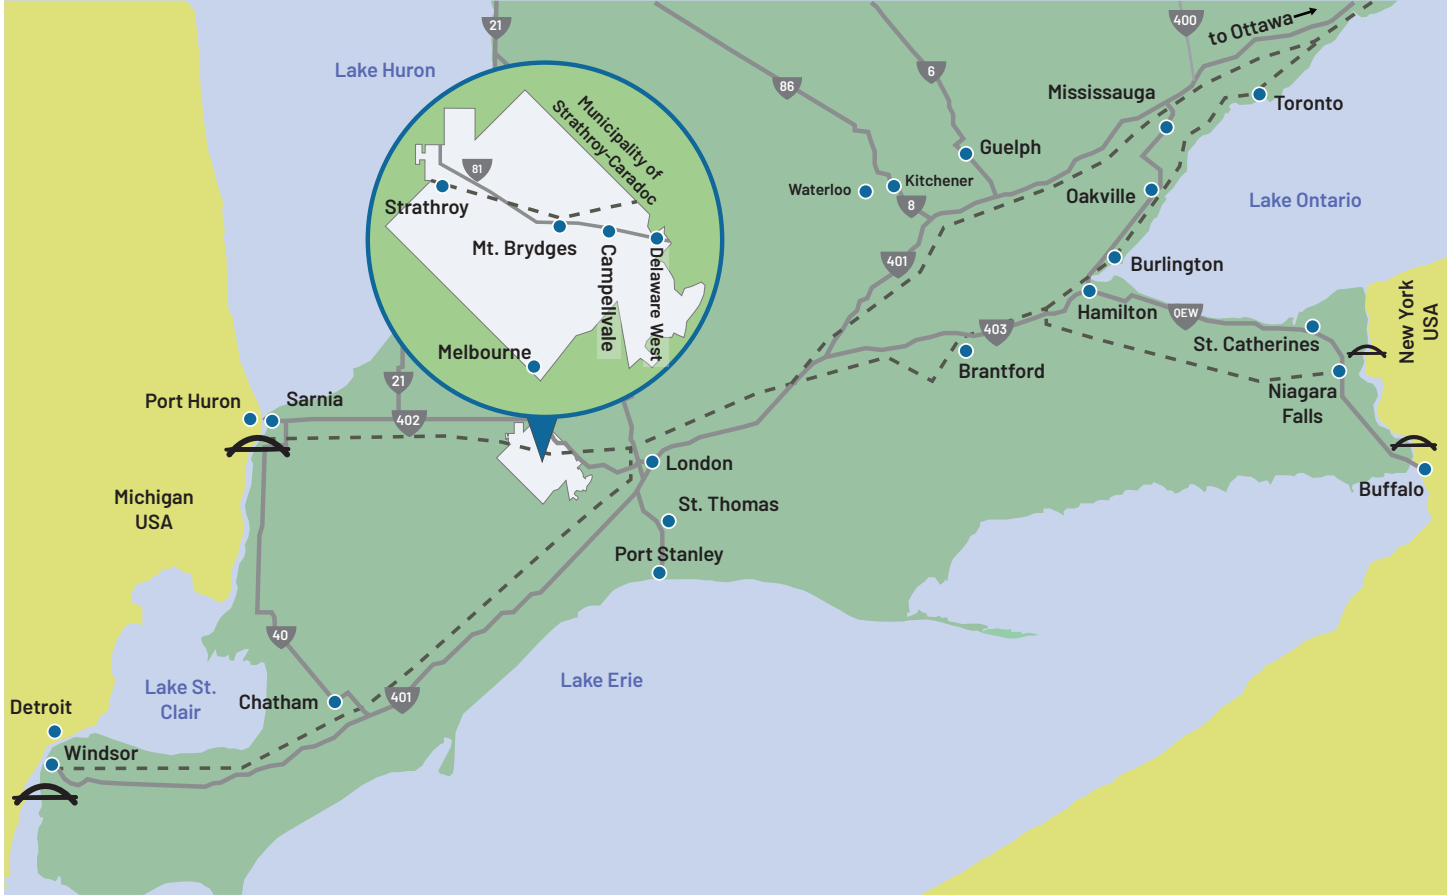 21
400
to Ottawa
Lake Huron
86
6
Mississauga
Toronto
Municipality of
Strathroy-Caradoc
Guelph
81
Waterloo
Kitchener
8
Oakville
Lake Ontario
Strathroy
Mt. Brydges
Campellvale
Delaware West
401
Burlington
Hamilton
QEW
New York
USA
403
St. Catherines
Melbourne
Brantford
21
Niagara
Falls
Port Huron
Sarnia
402
London
Buffalo
Michigan
USA
St. Thomas
Port Stanley
40
Lake Erie
Lake St.
Clair
Chatham
401
Detroit
Windsor